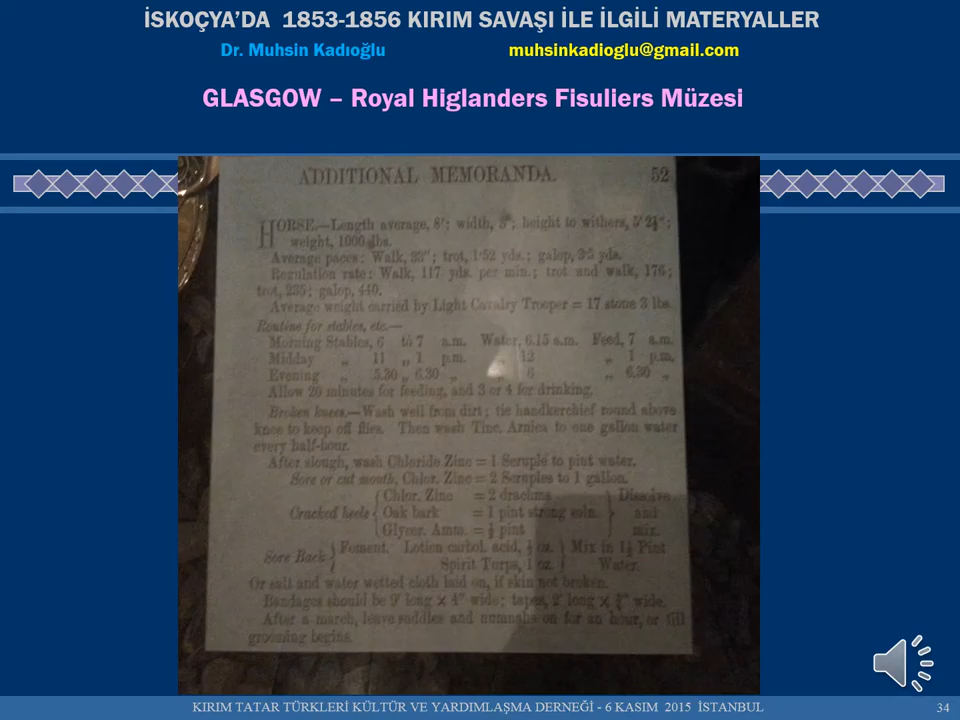 İSKOÇYA’DA 1853-1856 KIRIM SAVAŞI İLE İLGİLİ MATERYALLER
Dr. Muhsin Kadıoğlu muhsinkadioglu@gmail.com
GLASGOW – Royal Higlanders Fisuliers Müzesi
ADDITIONAL MEMORANDA. 52
HORSE.—Length average, 8'; width, height to withers,
weight, 1000 lbs.
Average paces: Walk, 33"; trot, 1·52 yds.; galop, 3·5 yds.
Regulation rate: Walk, 117 yds. per min.; trot and walk, 176;
trot, 235; galop, 440.
Average weight carried by Light Cavalry Trooper = 17 stone 3 lbs.
Routine for stables, etc.—
Morning Stables, 6 to 7 a.m. Water, 6.15 a.m. Feed, 7 a.m.
Midday „ 11 „ 1 p.m. „ 12 „ 1 p.m.
Evening „ 5.30 „ 6.30 „ „ 6 „ 6.30 „
Allow 20 minutes for feeding, and 3 or 4 for drinking.
Broken knees.—Wash well from dirt; tie handkerchief round above
knee to keep off flies. Then wash Tinc. Arnica to one gallon water
every half-hour.
After slough, wash Chloride Zinc = 1 Scruple to pint water.
Sore or cut mouth, Chlor. Zinc = 2 Scruples to 1 gallon.
Cracked heels { Chlor. Zinc = 2 drachms } Dissolve
Oak bark = 1 pint strong soln. and
Glycer. Amm. = ½ pint mix.
Sore Back { Foment. Lotion carbol. acid, ½ oz. } Mix in 1½ Pint
Spirit Turps, 1 oz. Water.
Or salt and water wetted cloth laid on, if skin not broken.
Bandages should be 9' long × 4" wide; tapes, 2' long × wide.
After a march, leave saddles and numnahs on for an hour, or till
grooming begins.
KIRIM TATAR TÜRKLERİ KÜLTÜR VE YARDIMLAŞMA DERNEĞİ - 6 KASIM 2015 İSTANBUL 34